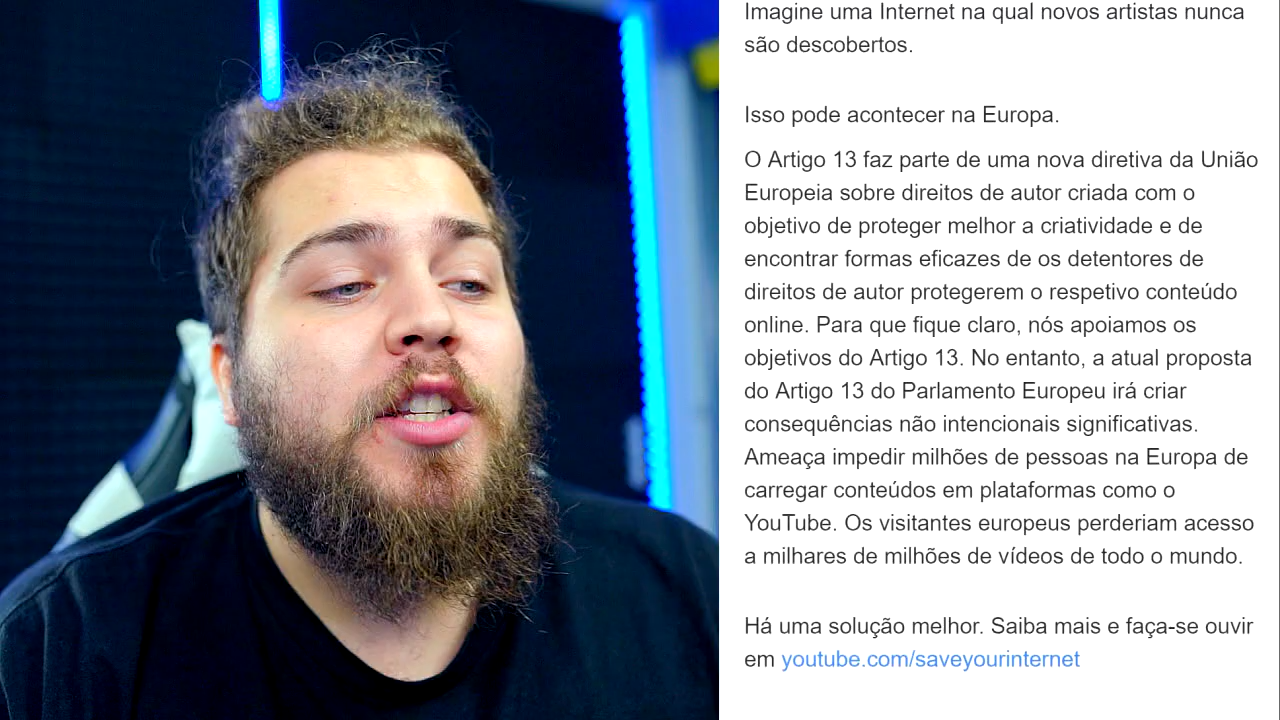 Imagine uma Internet na qual novos artistas nunca
são descobertos.
Isso pode acontecer na Europa.
O Artigo 13 faz parte de uma nova diretiva da União
Europeia sobre direitos de autor criada com o
objetivo de proteger melhor a criatividade e de
encontrar formas eficazes de os detentores de
direitos de autor protegerem o respetivo conteúdo
online. Para que fique claro, nós apoiamos os
objetivos do Artigo 13. No entanto, a atual proposta
do Artigo 13 do Parlamento Europeu irá criar
consequências não intencionais significativas.
Ameaça impedir milhões de pessoas na Europa de
carregar conteúdos em plataformas como o
YouTube. Os visitantes europeus perderiam acesso
a milhares de milhões de vídeos de todo o mundo.
Há uma solução melhor. Saiba mais e faça-se ouvir
em youtube.com/saveyourinternet